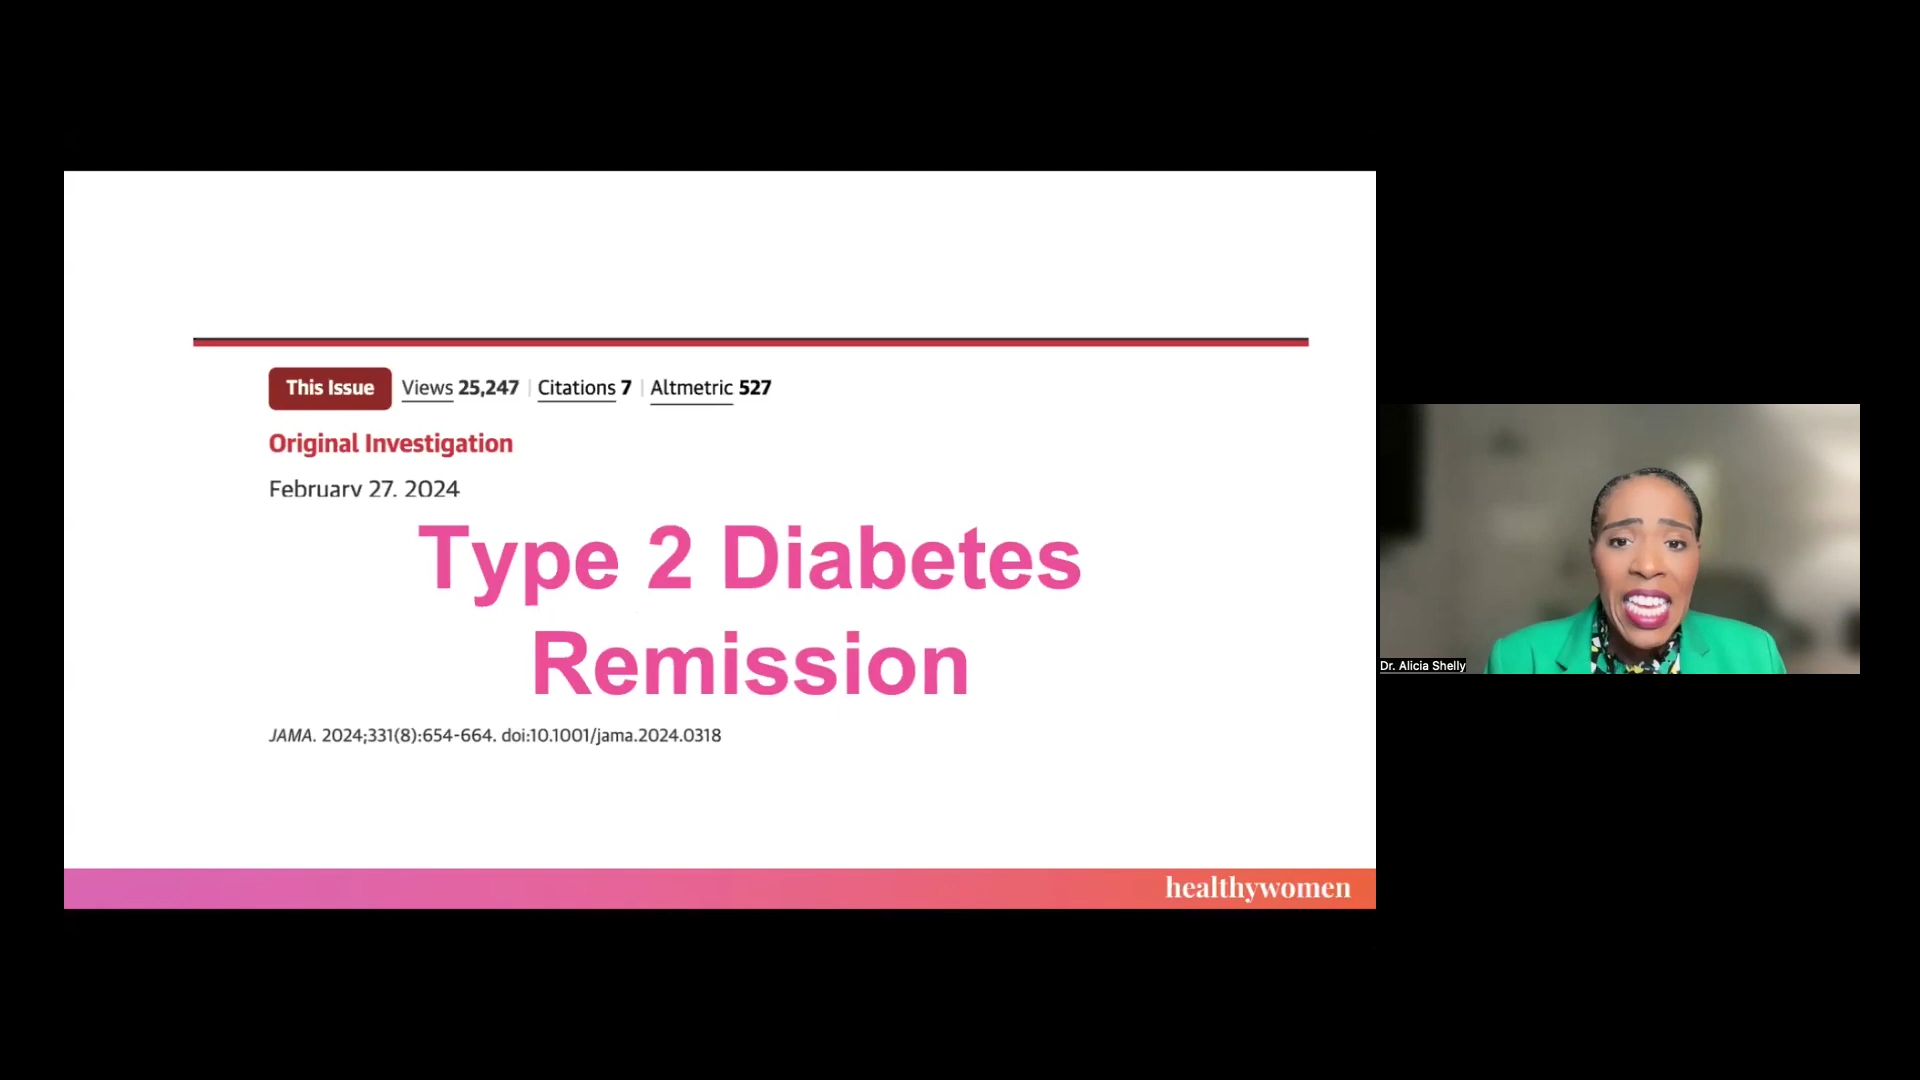 This Issue Views 25,247 | Citations 7 | Altmetric 527
Original Investigation
February 27, 2024
Type 2 Diabetes
Remission
JAMA. 2024;331(8):654-664. doi:10.1001/jama.2024.0318
healthywomen
Dr. Alicia Shelly